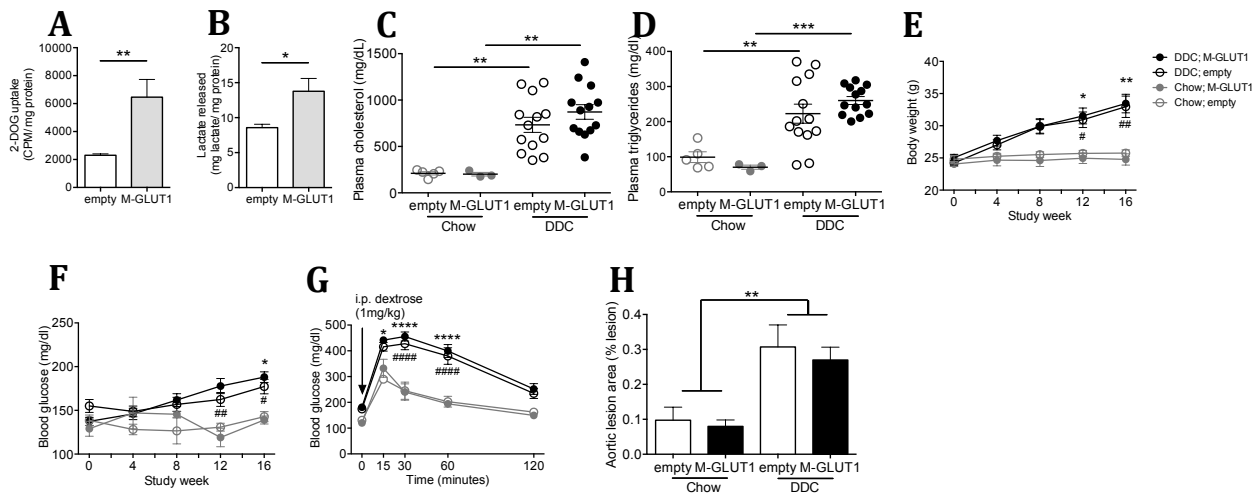 A
2-DOG uptake
(CPM/ mg protein)
10000
8000
6000
4000
2000
0
**
empty M-GLUT1
B
Lactate released
(mg lactate/ mg protein)
20
15
10
5
0
*
empty M-GLUT1
C
Plasma cholesterol (mg/dL)
1500
1000
500
0
**
**
empty M-GLUT1 empty M-GLUT1
Chow DDC
D
Plasma triglycerides (mg/dl)
400
300
200
100
0
***
**
empty M-GLUT1 empty M-GLUT1
Chow DDC
E
DDC; M-GLUT1
DDC; empty
Chow; M-GLUT1
Chow; empty
Body weight (g)
40
35
30
25
20
* **
# ##
0 4 8 12 16
Study week
F
Blood glucose (mg/dl)
250
200
150
100
*
## #
0 4 8 12 16
Study week
G
i.p. dextrose
(1mg/kg)
Blood glucose (mg/dl)
500
400
300
200
100
0
* **** ****
#### ####
0 15 30 60 120
Time (minutes)
H
Aortic lesion area (% lesion)
0.4
0.3
0.2
0.1
0.0
**
empty M-GLUT1 empty M-GLUT1
Chow DDC